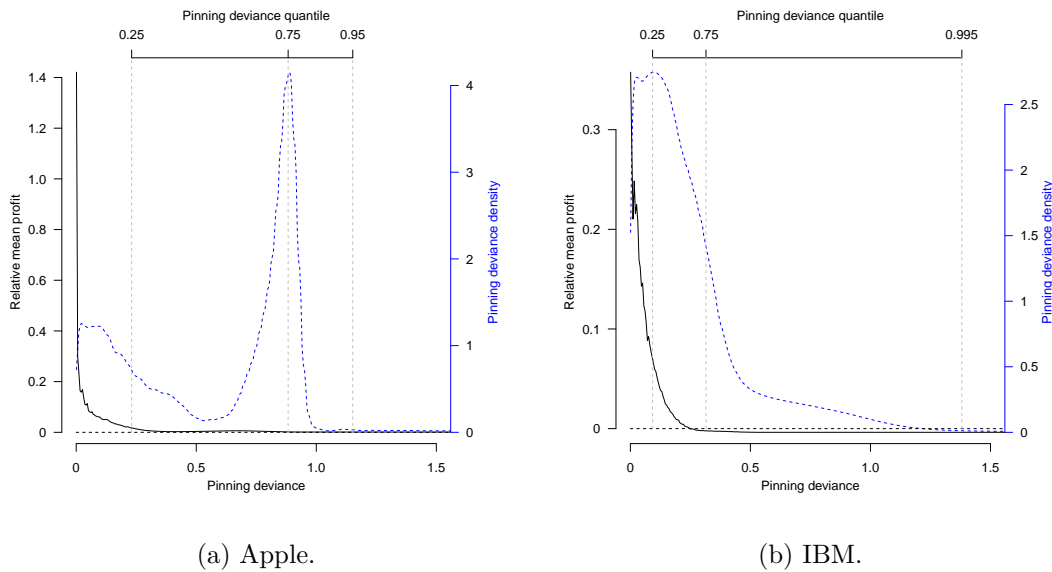 Pinning deviance quantile
0.25 0.75 0.95
Relative mean profit
1.4
1.2
1.0
0.8
0.6
0.4
0.2
0
4
3
2
1
0
Pinning deviance density
0 0.5 1.0 1.5
Pinning deviance
(a) Apple.
Pinning deviance quantile
0.25 0.75 0.995
Relative mean profit
0.3
0.2
0.1
0
2.5
2
1.5
1
0.5
0
Pinning deviance density
0 0.5 1.0 1.5
Pinning deviance
(b) IBM.